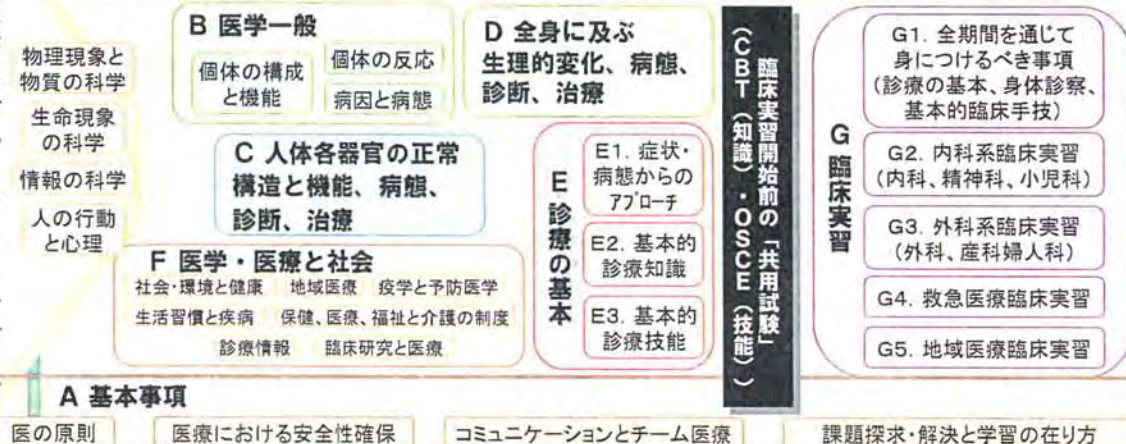 物理現象と
物質の科学
生命現象
の科学
情報の科学
人の行動
と心理
B 医学一般
個体の構成
と機能
個体の反応
病因と病態
D 全身に及ぶ
生理的変化、病態、
診断、治療
C 人体各器官の正常
構造と機能、病態、
診断、治療
E 診療の基本
E1. 症状・
病態からの
アプローチ
E2. 基本的
診療知識
E3. 基本的
診療技能
F 医学・医療と社会
社会・環境と健康 地域医療 疫学と予防医学
生活習慣と疾病 保健、医療、福祉と介護の制度
診療情報 臨床研究と医療
臨床実習開始前の「共用試験」
(CBT(知識)・OSCE(技能))
G 臨床実習
G1. 全期間を通じて
身につけるべき事項
(診療の基本、身体診察、
基本的臨床手技)
G2. 内科系臨床実習
(内科、精神科、小児科)
G3. 外科系臨床実習
(外科、産科婦人科)
G4. 救急医療臨床実習
G5. 地域医療臨床実習
A 基本事項
医の原則 医療における安全性確保 コミュニケーションとチーム医療 課題探求・解決と学習の在り方